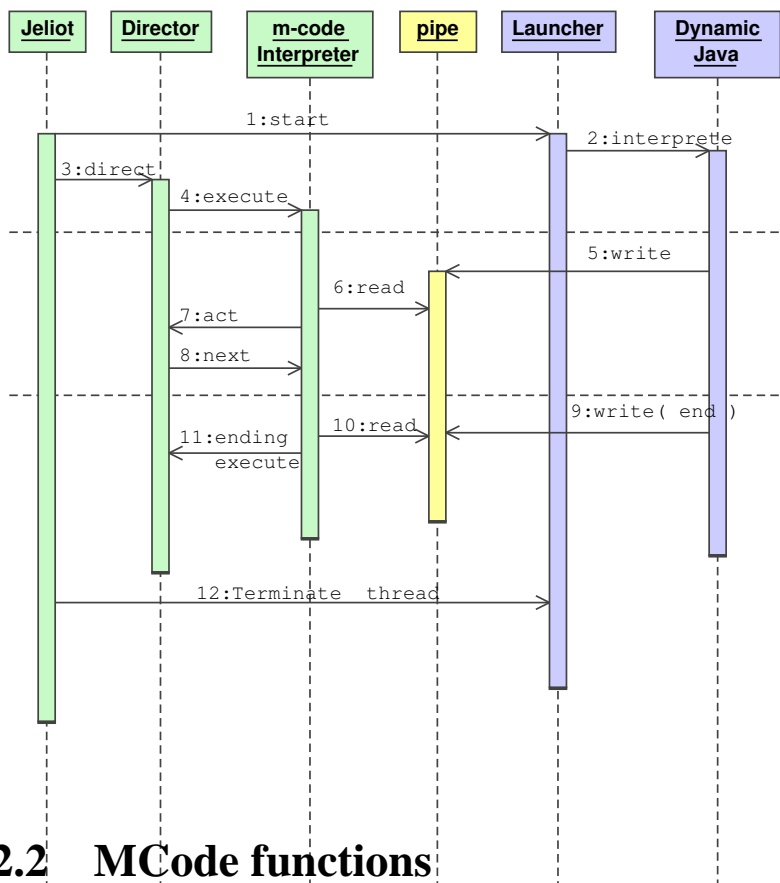 Jeliot
Director
m-code
Interpreter
pipe
Launcher
Dynamic
Java
1:start
2:interprete
3:direct
4:execute
5:write
6:read
7:act
8:next
9:write( end )
10:read
11:ending
execute
12:Terminate thread
2.2 MCode functions